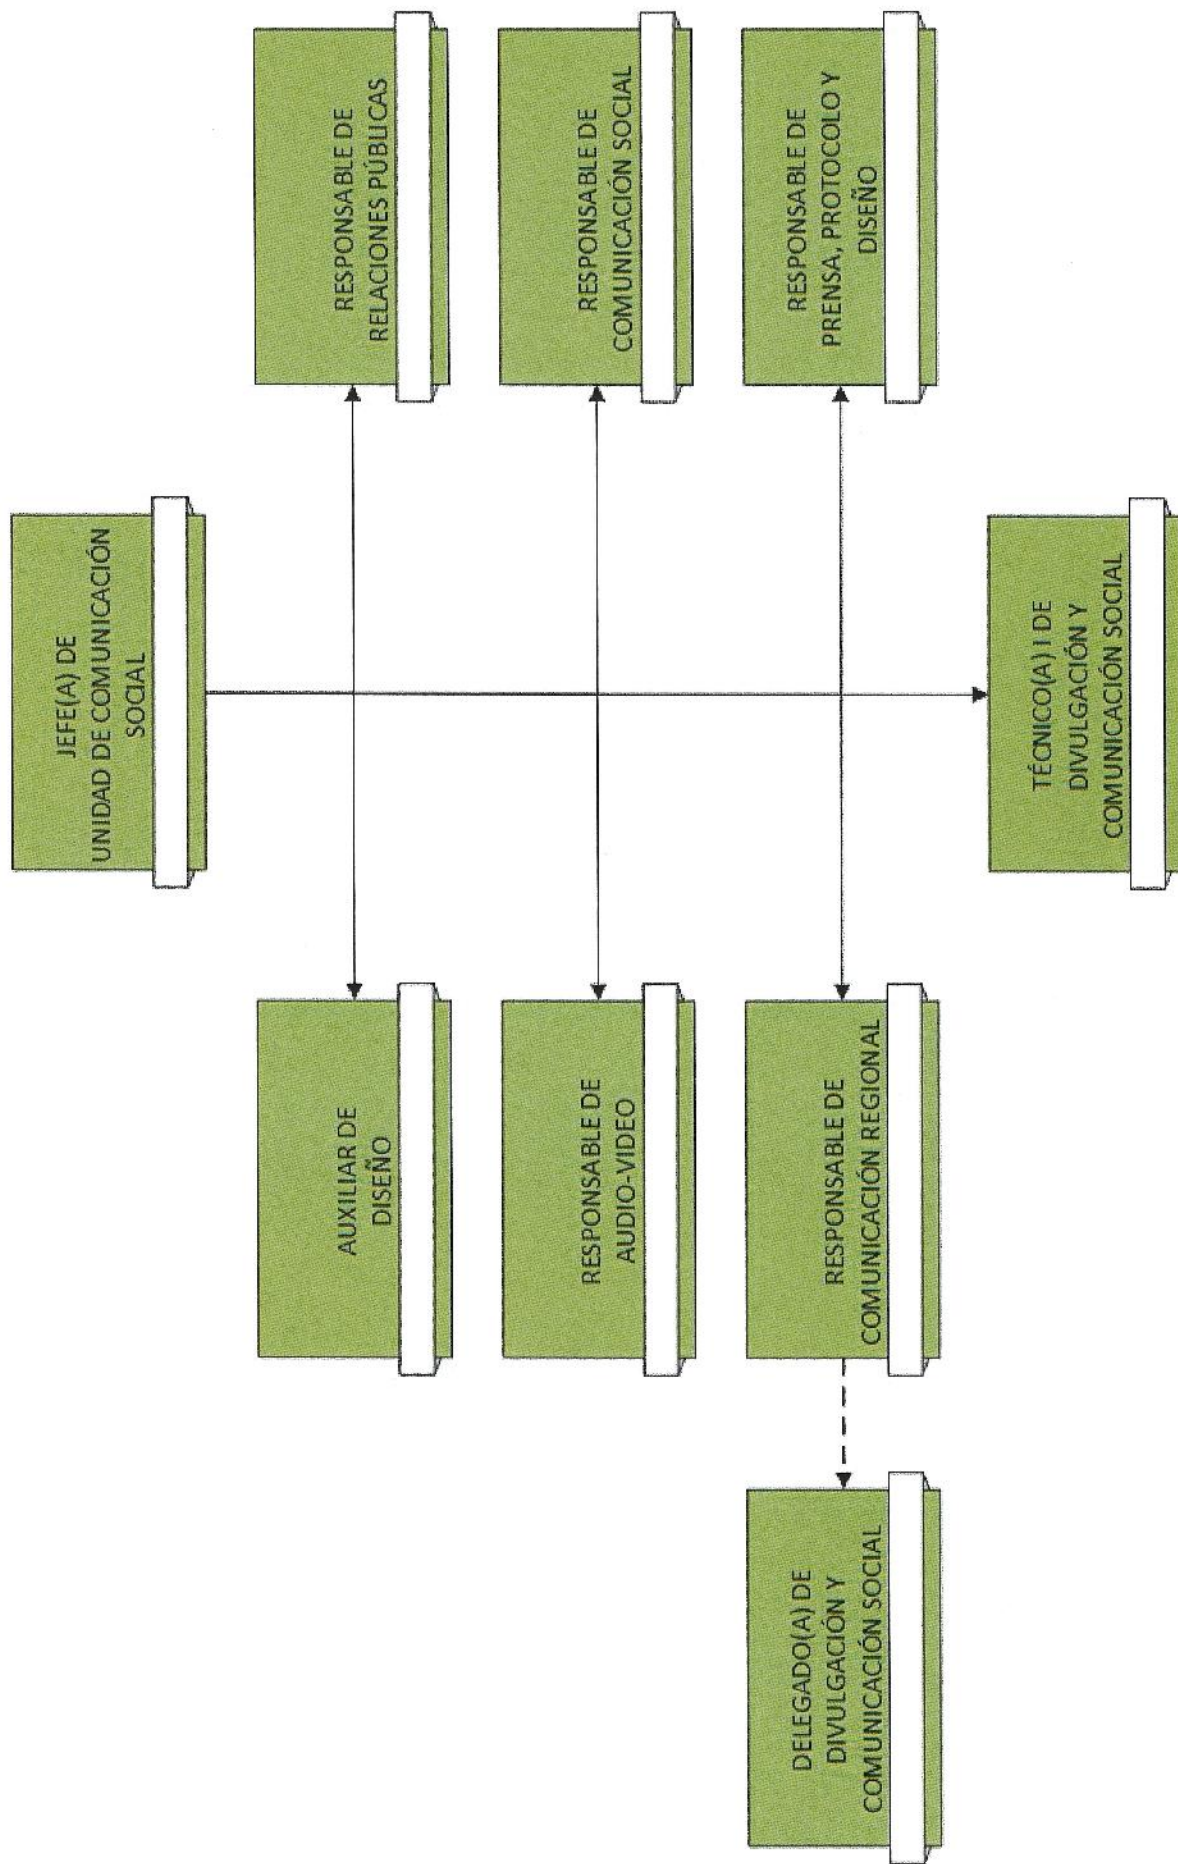 JEFE(A) DE
UNIDAD DE COMUNICACIÓN
SOCIAL
AUXILIAR DE
DISEÑO
RESPONSABLE DE
RELACIONES PÚBLICAS
RESPONSABLE DE
AUDIO-VIDEO
RESPONSABLE DE
COMUNICACIÓN SOCIAL
DELEGADO(A) DE
DIVULGACIÓN Y
COMUNICACIÓN SOCIAL
RESPONSABLE DE
COMUNICACIÓN REGIONAL
RESPONSABLE DE
PRENSA, PROTOCOLO Y
DISEÑO
TÉCNICO(A) I DE
DIVULGACIÓN Y
COMUNICACIÓN SOCIAL